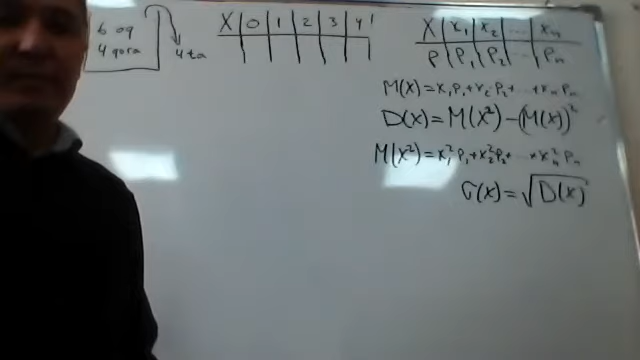 6 oq
4 qora
4 ta
X 0 1 2 3 4
X x₁ x₂ ... xₙ
P P₁ P₂ ... Pₙ
M(X)=x₁p₁+x₂p₂+...+xₙpₙ
D(X)=M(X²)-(M(X))²
M(X²)=x₁²p₁+x₂²p₂+...+xₙ²pₙ
σ(X)=√D(X)